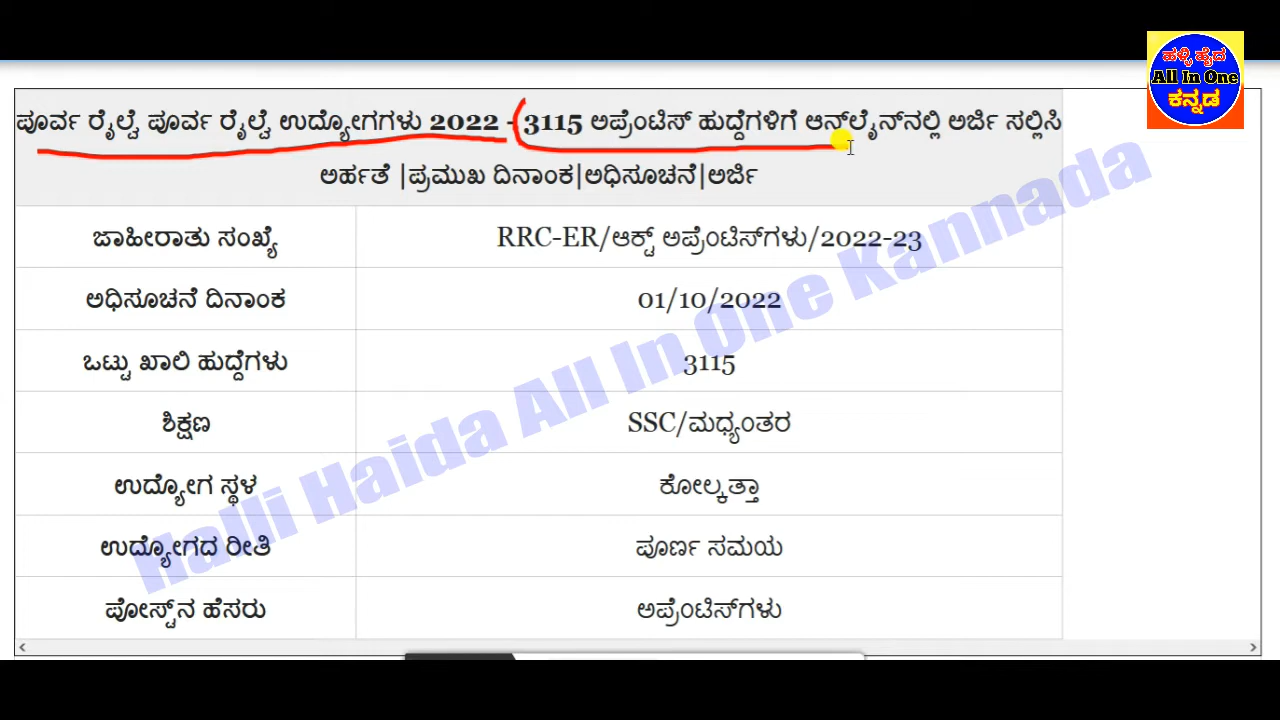 ಹಳ್ಳಿ ಹೈದ
All In One
ಕನ್ನಡ
ಪೂರ್ವ ರೈಲ್ವೆ ಪೂರ್ವ ರೈಲ್ವೆ ಉದ್ಯೋಗಗಳು 2022 - 3115 ಅಪ್ರೆಂಟಿಸ್ ಹುದ್ದೆಗಳಿಗೆ ಆನ್‌ಲೈನ್‌ನಲ್ಲಿ ಅರ್ಜಿ ಸಲ್ಲಿಸಿ
ಅರ್ಹತೆ |ಪ್ರಮುಖ ದಿನಾಂಕ|ಅಧಿಸೂಚನೆ|ಅರ್ಜಿ
ಜಾಹೀರಾತು ಸಂಖ್ಯೆ RRC-ER/ಆಕ್ಟ್ ಅಪ್ರೆಂಟಿಸ್‌ಗಳು/2022-23
ಅಧಿಸೂಚನೆ ದಿನಾಂಕ 01/10/2022
ಒಟ್ಟು ಖಾಲಿ ಹುದ್ದೆಗಳು 3115
ಶಿಕ್ಷಣ SSC/ಮಧ್ಯಂತರ
ಉದ್ಯೋಗ ಸ್ಥಳ ಕೋಲ್ಕತ್ತಾ
ಉದ್ಯೋಗದ ರೀತಿ ಪೂರ್ಣ ಸಮಯ
ಪೋಸ್ಟ್‌ನ ಹೆಸರು ಅಪ್ರೆಂಟಿಸ್‌ಗಳು
Halli Haida All In One Kannada